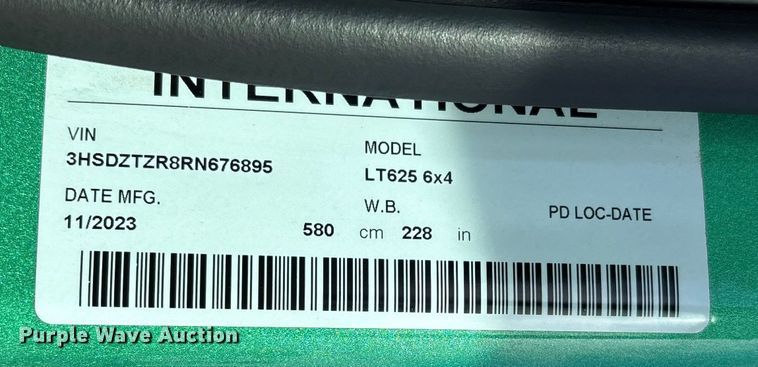 INTERNATIONAL
VIN
3HSDZTZR8RN676895
MODEL
LT625 6x4
DATE MFG.
11/2023
W.B.
580 cm 228 in
PD LOC-DATE
Purple Wave Auction